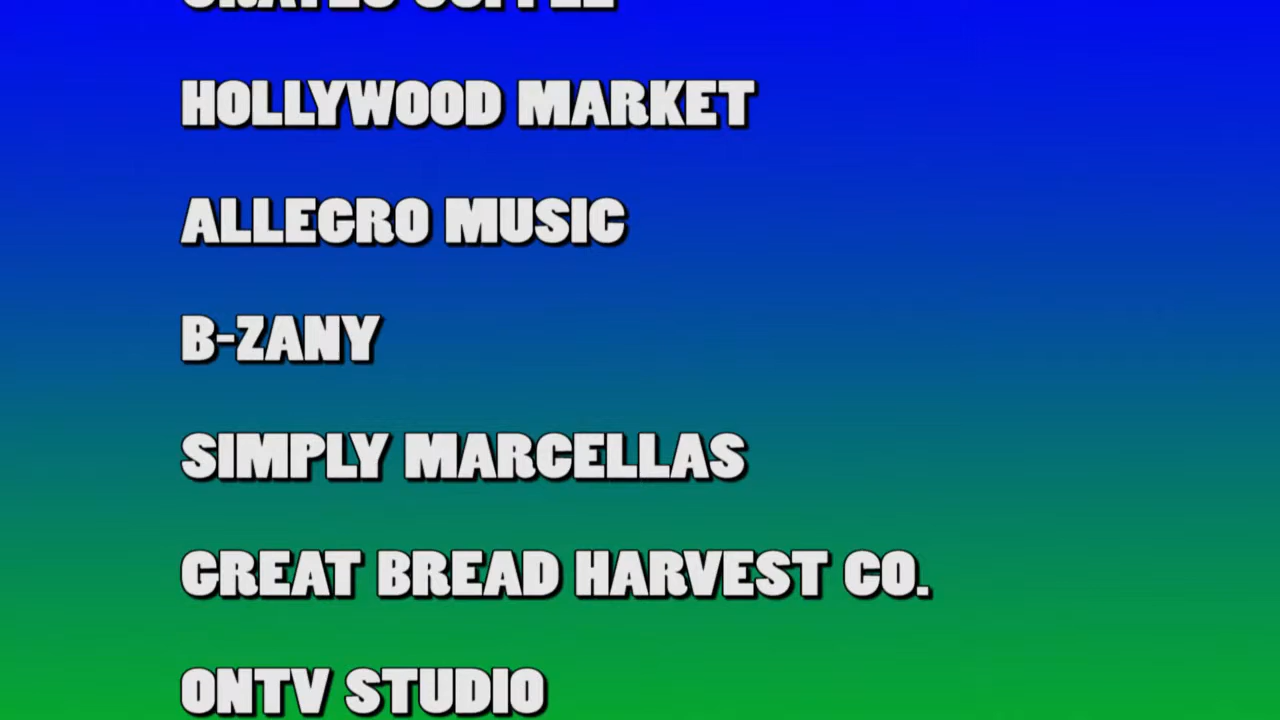 HOLLYWOOD MARKET
ALLEGRO MUSIC
B-ZANY
SIMPLY MARCELLAS
GREAT BREAD HARVEST CO.
ONTV STUDIO